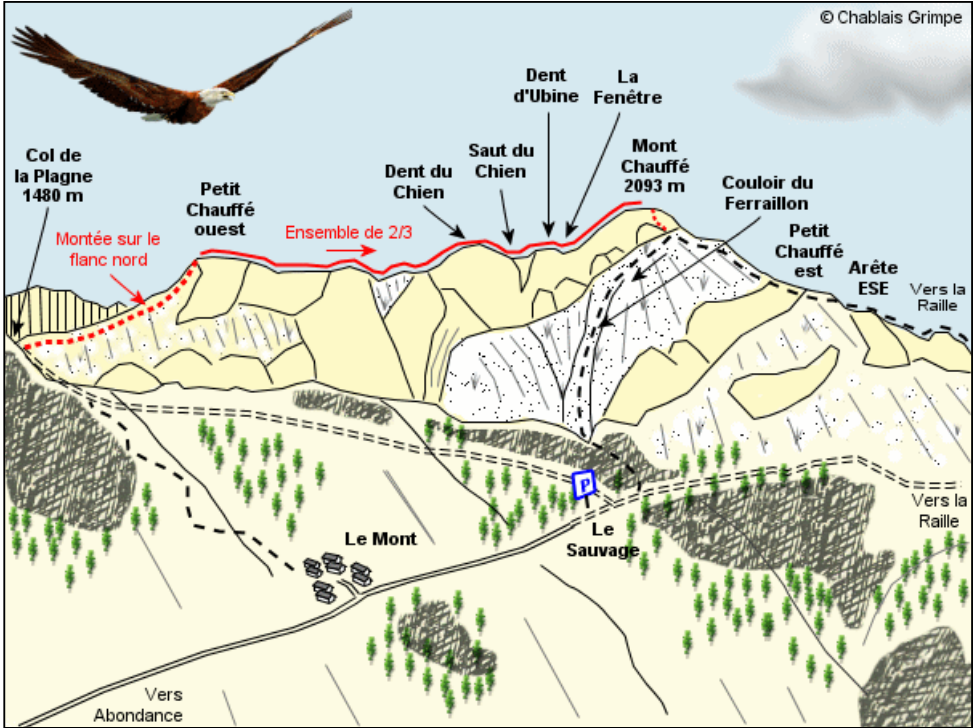 © Chablais Grimpe
Dent
d'Ubine
La
Fenêtre
Col de
la Plagne
1480 m
Petit
Chauffé
ouest
Dent du
Chien
Saut du
Chien
Mont
Chauffé
2093 m
Couloir du
Ferraillon
Montée sur le
flanc nord
Ensemble de 2/3
Petit
Chauffé
est
Arête
ESE
Vers la
Raille
P
Vers la
Raille
Le Mont
Le
Sauvage
Vers
Abondance